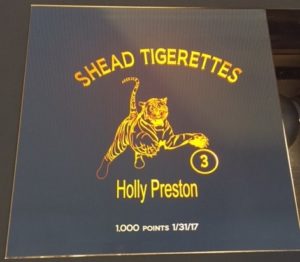 SHEAD TIGERETTES
3
Holly Preston
1,000 POINTS 1/31/17